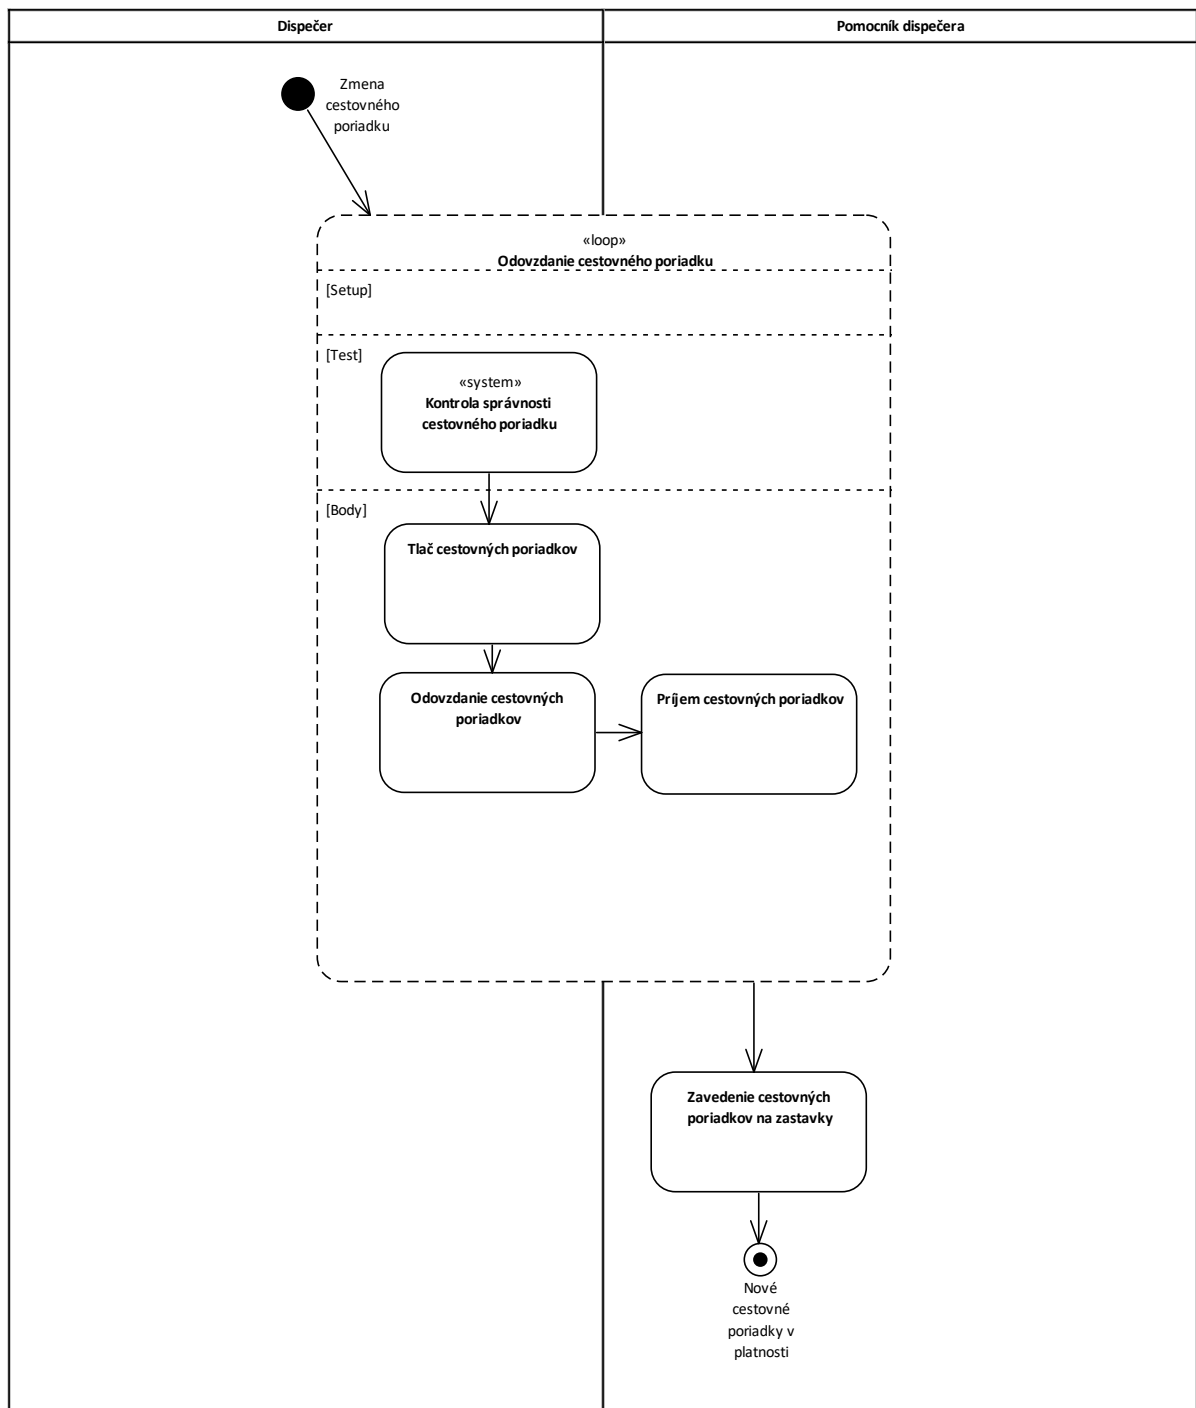 Dispečer
Pomocník dispečera
Zmena
cestovného
poriadku
«loop»
Odovzdanie cestovného poriadku
[Setup]
[Test]
«system»
Kontrola správnosti
cestovného poriadku
[Body]
Tlač cestovných poriadkov
Odovzdanie cestovných
poriadkov
Príjem cestovných poriadkov
Zavedenie cestovných
poriadkov na zastavky
Nové
cestovné
poriadky v
platnosti